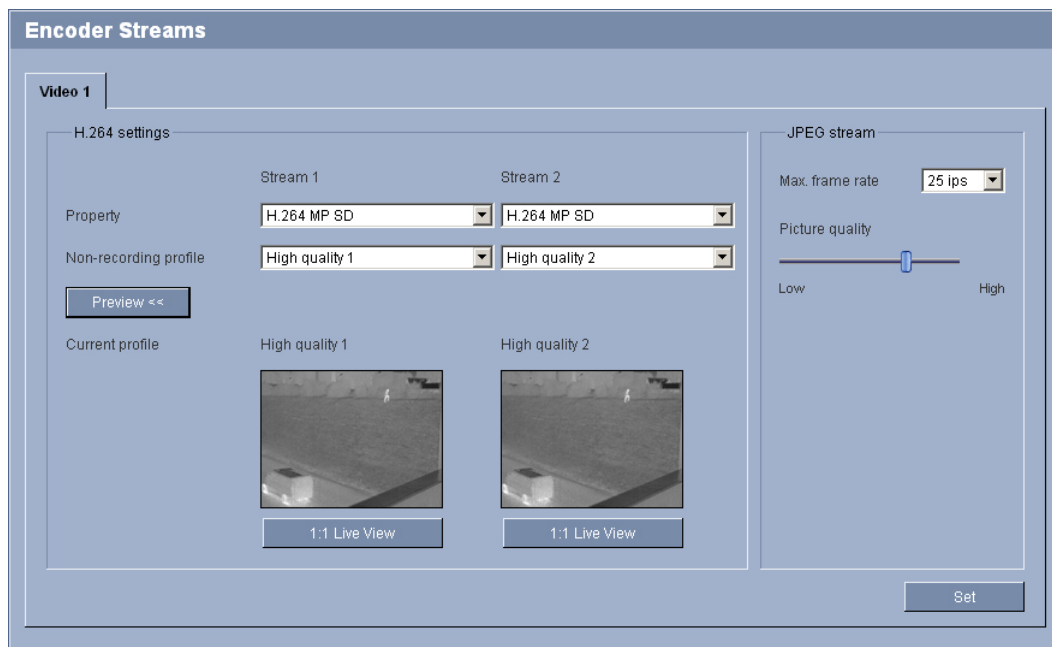 Encoder Streams
Video 1
H.264 settings
Stream 1 Stream 2
Property H.264 MP SD H.264 MP SD
Non-recording profile High quality 1 High quality 2
Preview <<
Current profile High quality 1 High quality 2
1:1 Live View 1:1 Live View
JPEG stream
Max. frame rate 25 ips
Picture quality
Low High
Set